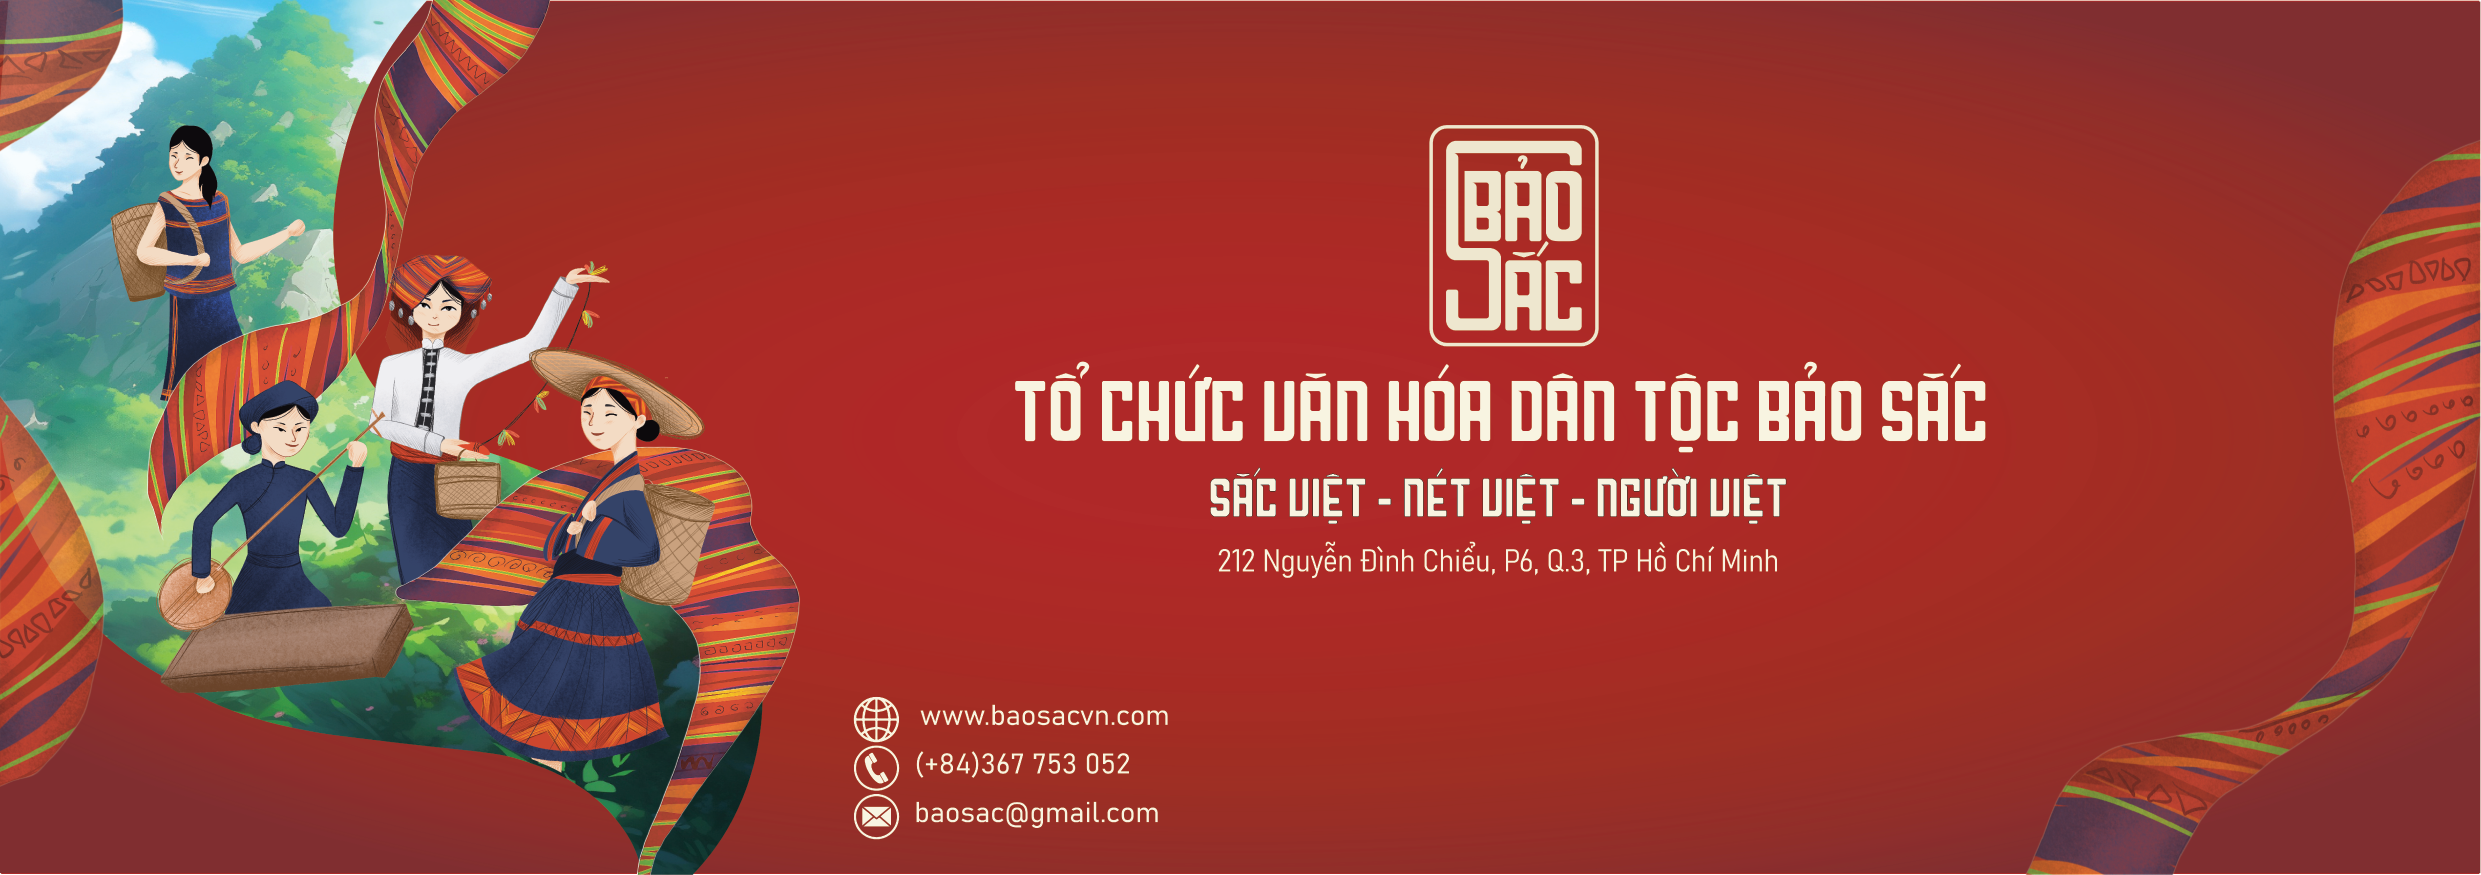 BẢO
SẮC
TỔ CHỨC VĂN HÓA DÂN TỘC BẢO SẮC
SẮC VIỆT - NÉT VIỆT - NGƯỜI VIỆT
212 Nguyễn Đình Chiểu, P6, Q.3, TP Hồ Chí Minh
www.baosacvn.com
(+84)367 753 052
baosac@gmail.com